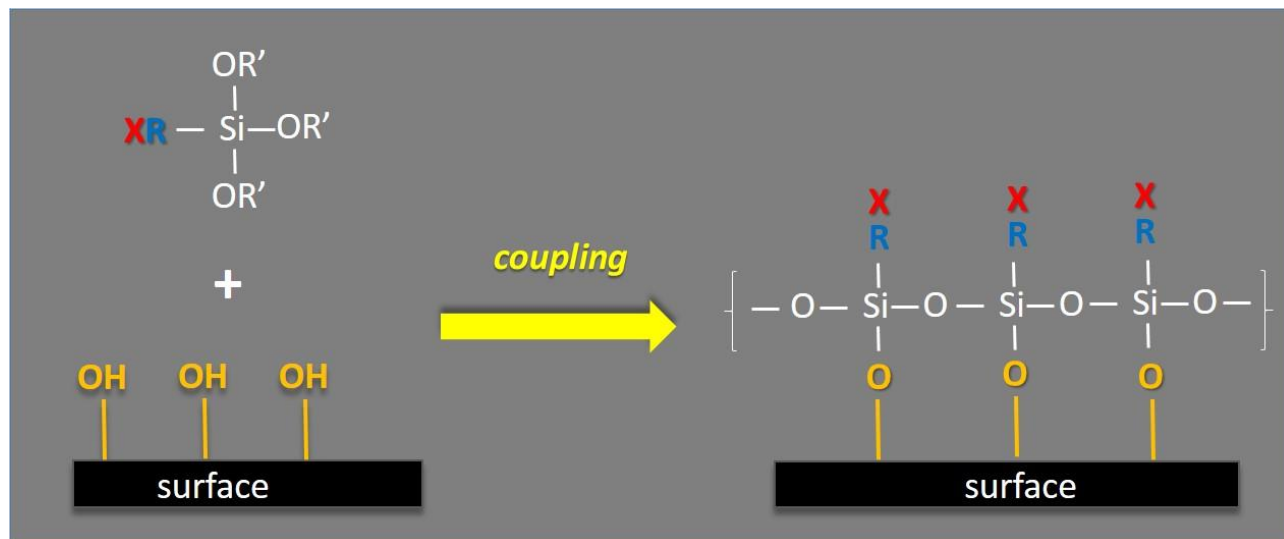 OR’
XR — Si — OR’
OR’
+
OH OH OH
surface
coupling
X X X
R R R
— O — Si — O — Si — O — Si — O —
O O O
surface